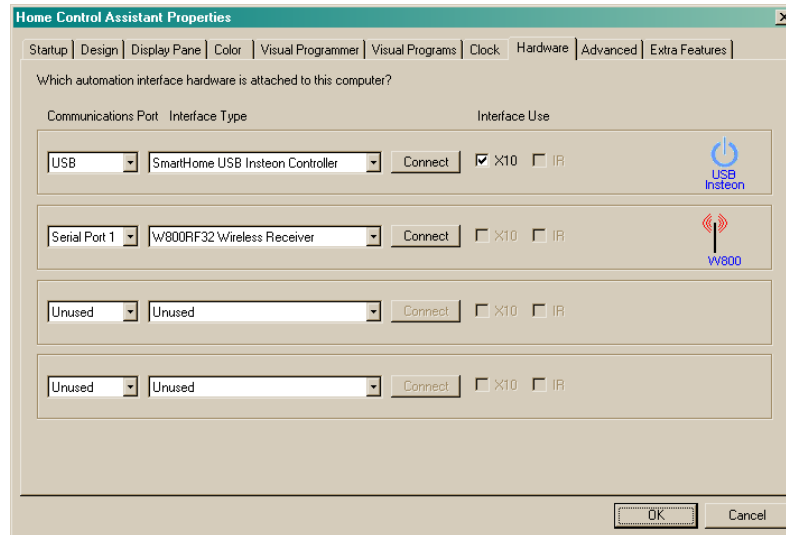 Home Control Assistant Properties
Startup Design Display Pane Color Visual Programmer Visual Programs Clock Hardware Advanced Extra Features
Which automation interface hardware is attached to this computer?
Communications Port Interface Type Interface Use
USB SmartHome USB Insteon Controller Connect X10 IR
USB
Insteon
Serial Port 1 W800RF32 Wireless Receiver Connect X10 IR
W800
Unused Unused Connect X10 IR
Unused Unused Connect X10 IR
OK Cancel